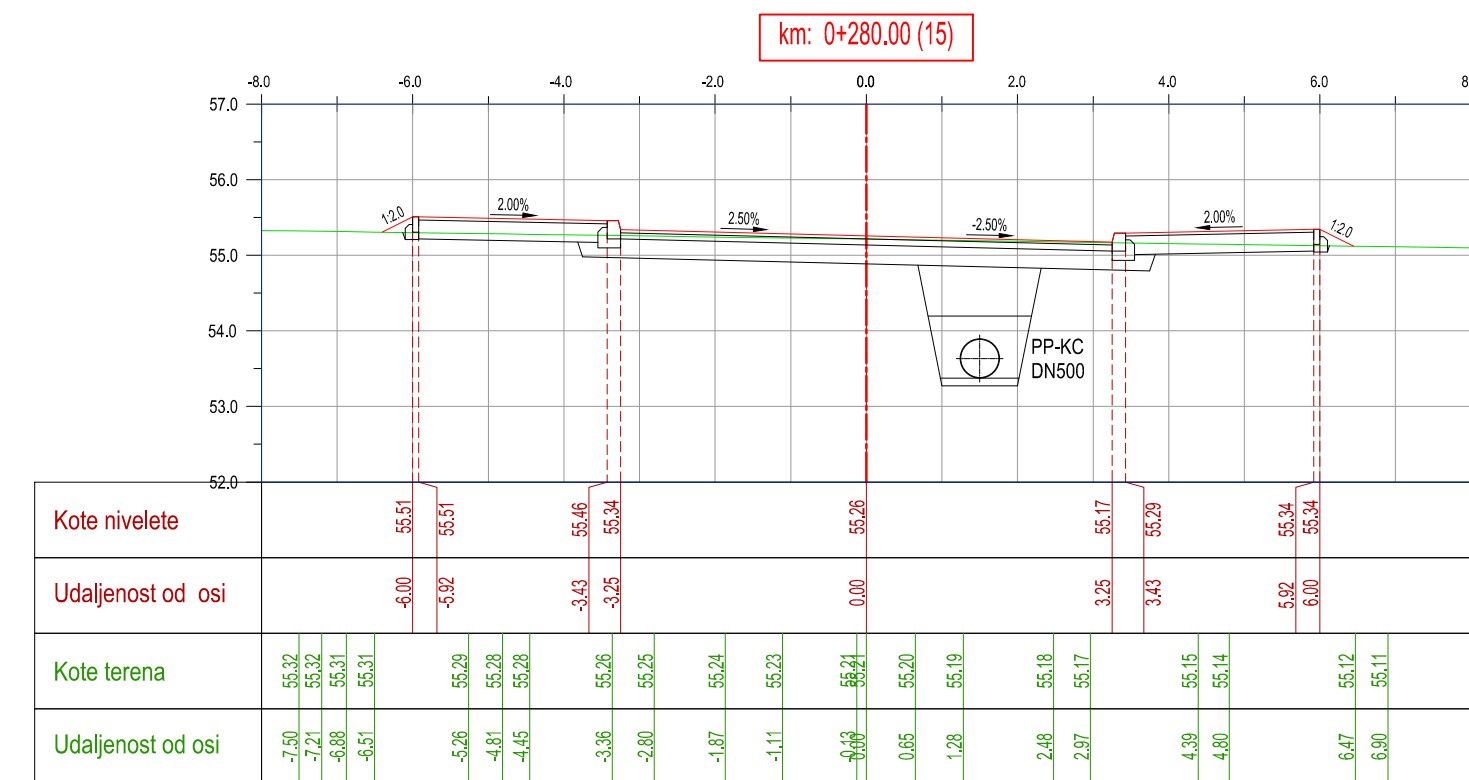 km: 0+280.00 (15)
-8.0 -6.0 -4.0 -2.0 0.0 2.0 4.0 6.0 8
57.0
56.0
55.0
54.0
53.0
52.0
1:2.0 2.00% 2.50% -2.50% 2.00% 1:2.0
PP-KC
DN500
Kote nivelete 55.51 55.51 55.46 55.34 55.26 55.17 55.29 55.34 55.34
Udaljenost od osi -6.00 -5.92 -3.43 -3.25 0.00 3.25 3.43 5.92 6.00
Kote terena 55.32 55.32 55.31 55.31 55.29 55.28 55.28 55.26 55.25 55.24 55.23 55.21 55.21 55.20 55.19 55.18 55.17 55.15 55.14 55.12 55.11
Udaljenost od osi -7.50 -7.21 -6.88 -6.51 -5.26 -4.81 -4.45 -3.36 -2.80 -1.87 -1.11 -0.13 0.00 0.65 1.28 2.48 2.97 4.39 4.80 6.47 6.90